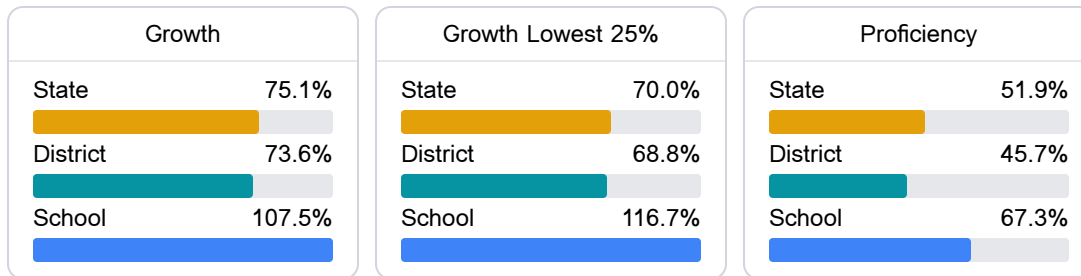 Growth
State 75.1%
District 73.6%
School 107.5%
Growth Lowest 25%
State 70.0%
District 68.8%
School 116.7%
Proficiency
State 51.9%
District 45.7%
School 67.3%